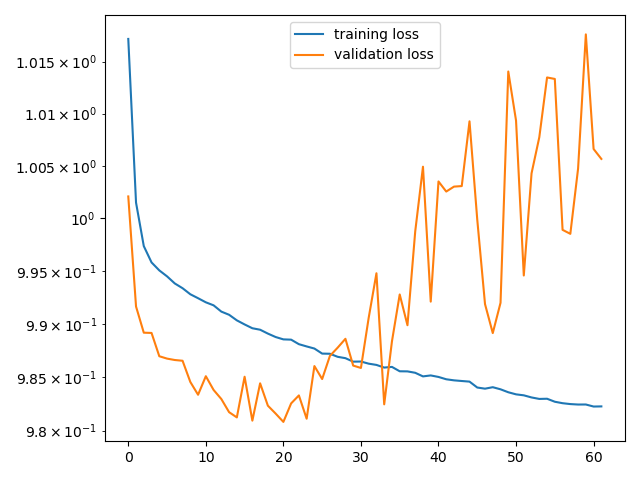 training loss
validation loss
1.015 × 10⁰
1.01 × 10⁰
1.005 × 10⁰
10⁰
9.95 × 10⁻¹
9.9 × 10⁻¹
9.85 × 10⁻¹
9.8 × 10⁻¹
0 10 20 30 40 50 60